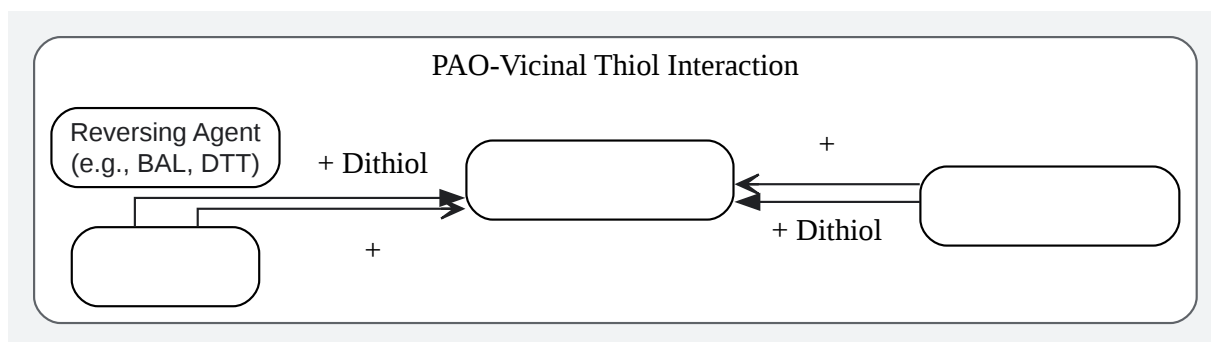 PAO-Vicinal Thiol Interaction
Reversing Agent
(e.g., BAL, DTT)
+ Dithiol
+
+
+ Dithiol